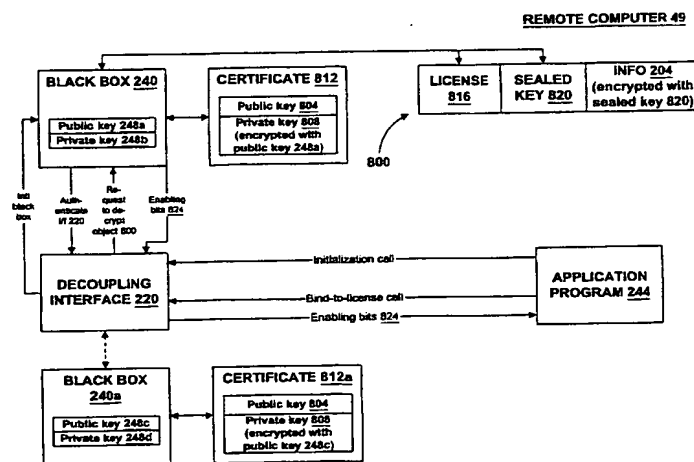 REMOTE COMPUTER 49
BLACK BOX 240
Public key 248a
Private key 248b
CERTIFICATE 812
Public key 804
Private key 808
(encrypted with
public key 248a)
LICENSE
816
SEALED
KEY 820
INFO 204
(encrypted with
sealed key 820)
800
Init
black
box
Auth-
enticate
I/f 220
Re-
quest
to de-
crypt
object 800
Enabling
bits 824
DECOUPLING
INTERFACE 220
Initialization call
Bind-to-license call
Enabling bits 824
APPLICATION
PROGRAM 244
BLACK BOX
240a
Public key 248c
Private key 248d
CERTIFICATE 812a
Public key 804
Private key 808
(encrypted with
public key 248c)